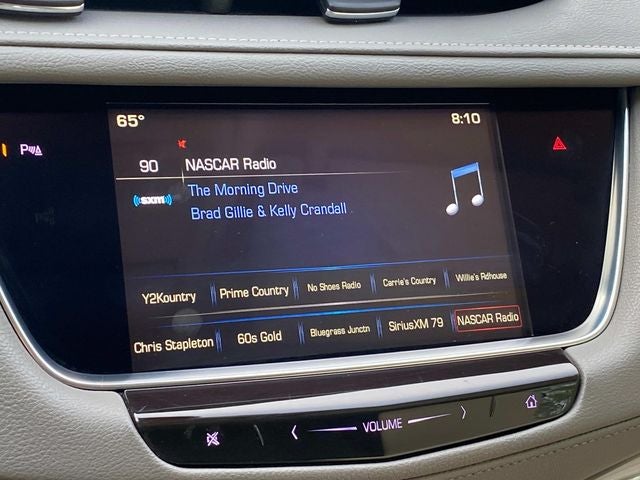 65° 8:10
P
90 NASCAR Radio
((sxm)) The Morning Drive
Brad Gillie & Kelly Crandall
Y2Kountry Prime Country No Shoes Radio Carrie's Country Willie's Rdhouse
Chris Stapleton 60s Gold Bluegrass Junctn SiriusXM 79 NASCAR Radio
VOLUME